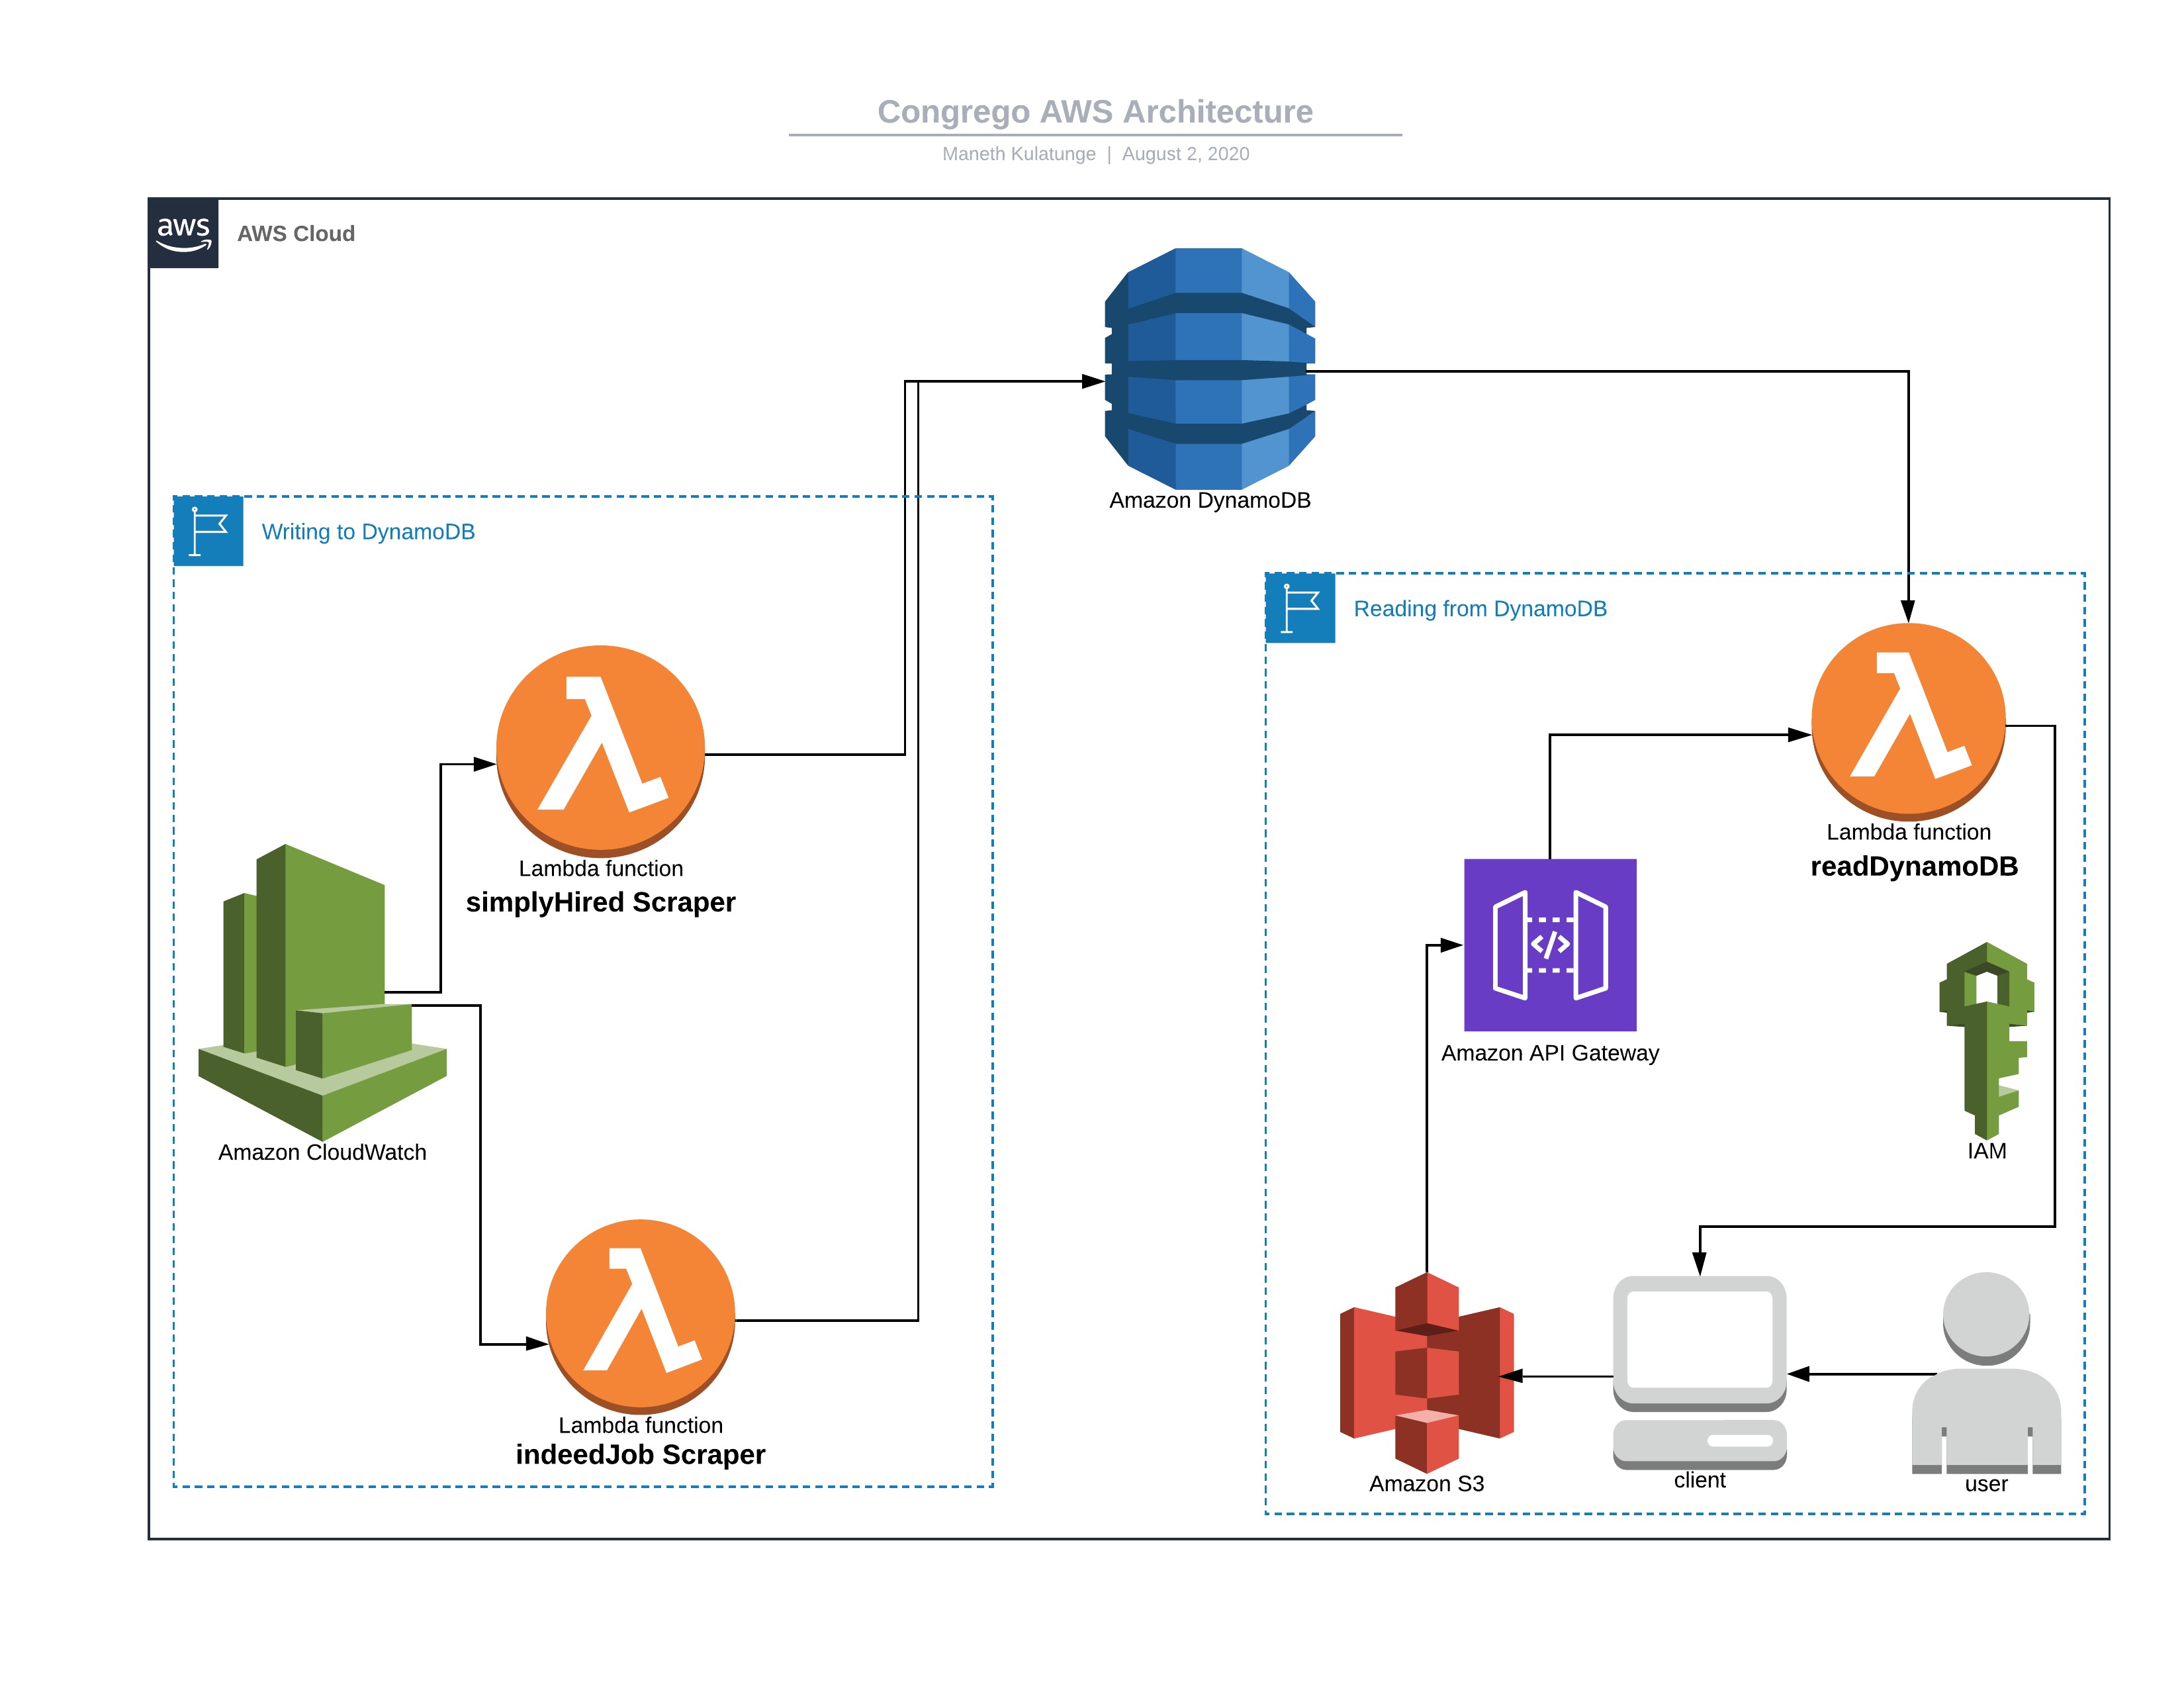 Congrego AWS Architecture
Maneth Kulatunge | August 2, 2020
aws
AWS Cloud
Amazon DynamoDB
Writing to DynamoDB
Reading from DynamoDB
Lambda function
simplyHired Scraper
Lambda function
readDynamoDB
</>
Amazon API Gateway
Amazon CloudWatch
IAM
Lambda function
indeedJob Scraper
Amazon S3
client
user